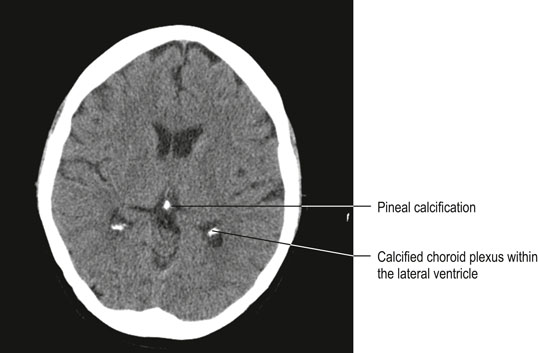 Pineal calcification
Calcified choroid plexus within
the lateral ventricle